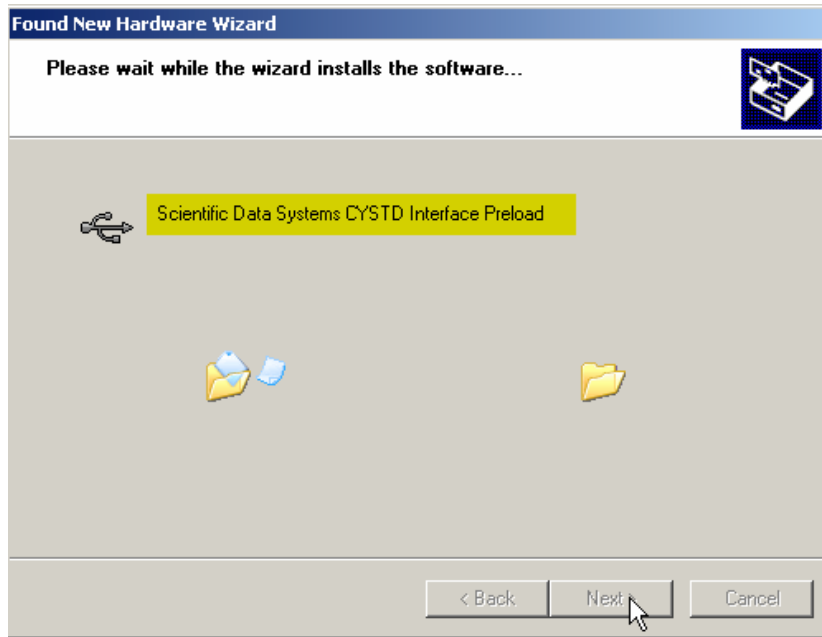 Found New Hardware Wizard
Please wait while the wizard installs the software...
Scientific Data Systems CYSTD Interface Preload
< Back Next > Cancel